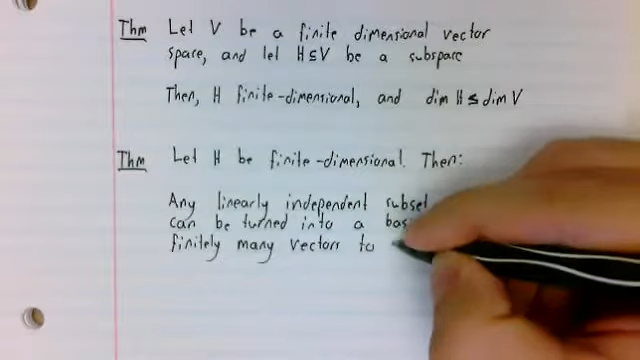 Thm Let V be a finite dimensional vector
space, and let H ⊆ V be a subspace
Then, H finite-dimensional, and dim H ≤ dim V
Thm Let H be finite-dimensional. Then:
Any linearly independent subset
can be turned into a bas
finitely many vectors to